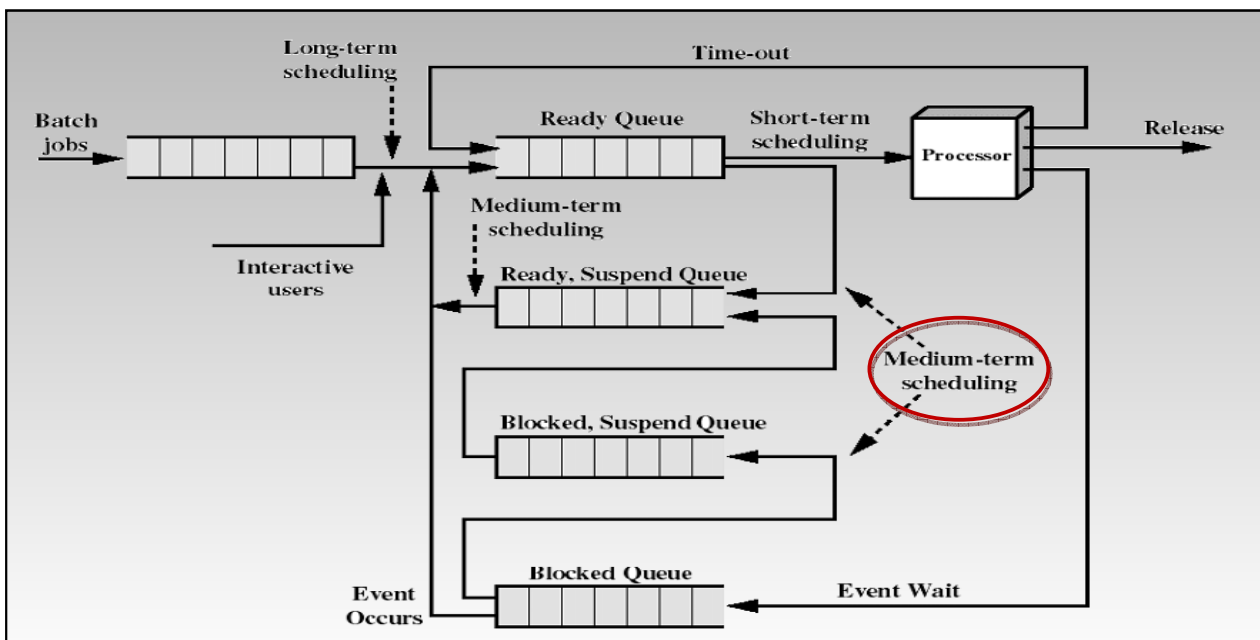 Long-term
scheduling
Time-out
Batch
jobs
Ready Queue
Short-term
scheduling
Processor
Release
Medium-term
scheduling
Interactive
users
Ready, Suspend Queue
Medium-term
scheduling
Blocked, Suspend Queue
Blocked Queue
Event
Occurs
Event Wait